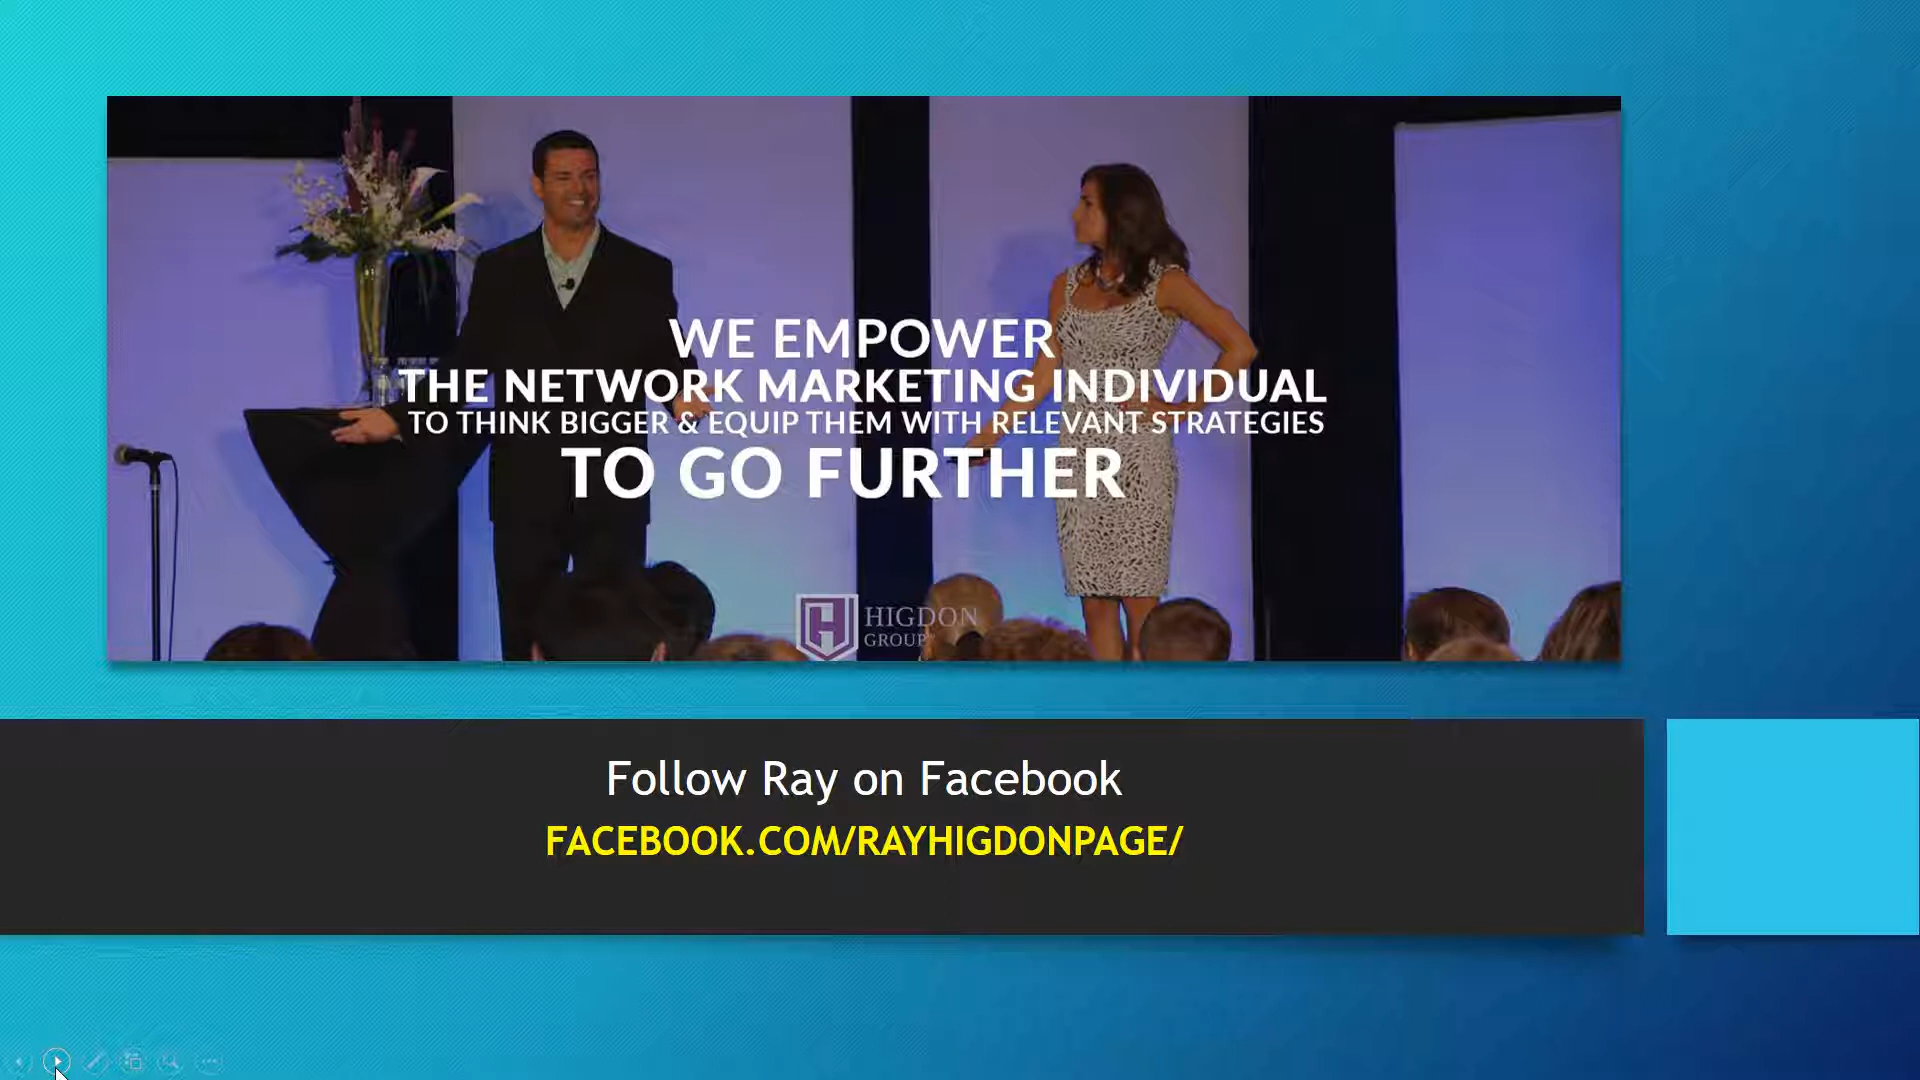 WE EMPOWER
THE NETWORK MARKETING INDIVIDUAL
TO THINK BIGGER & EQUIP THEM WITH RELEVANT STRATEGIES
TO GO FURTHER
HIGDON
GROUP
Follow Ray on Facebook
FACEBOOK.COM/RAYHIGDONPAGE/